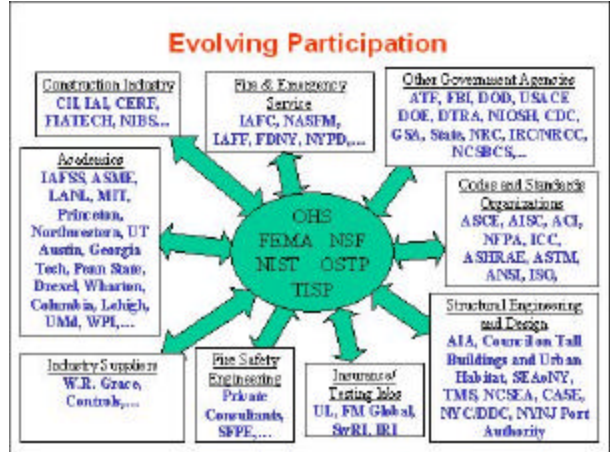 Evolving Participation
Construction Industry
CII, IAI, CERF,
FIATECH, NIBS...
Fire & Emergency
Service
IAFC, NASFM,
IAFF, FDNY, NYPD,....
Other Government Agencies
ATF, FBI, DOD, USACE
DOE, DTRA, NIOSH, CDC,
GSA, State, NRC, IRC/NRCC,
NCSBCS,...
Academics
IAFSS, ASME,
LANL, MIT,
Princeton,
Northwestern, UT
Austin, Georgia
Tech, Penn State,
Drexel, Wharton,
Columbia, Lehigh,
UMd, WPI,...
OHS
FEMA NSF
NIST OSTP
TISP
Codes and Standards
Organizations
ASCE, AISC, ACI,
NFPA, ICC,
ASHRAE, ASTM,
ANSI, ISO,
Structural Engineering
and Design
AIA, Council on Tall
Buildings and Urban
Habitat, SEAoNY,
TMS, NCSEA, CASE,
NYC/DDC, NYNJ Port
Authority
Industry Suppliers
W.R. Grace,
Controls,...
Fire Safety
Engineering
Private
Consultants,
SFPE,...
Insurance/
Testing labs
UL, FM Global,
SwRI, IRI